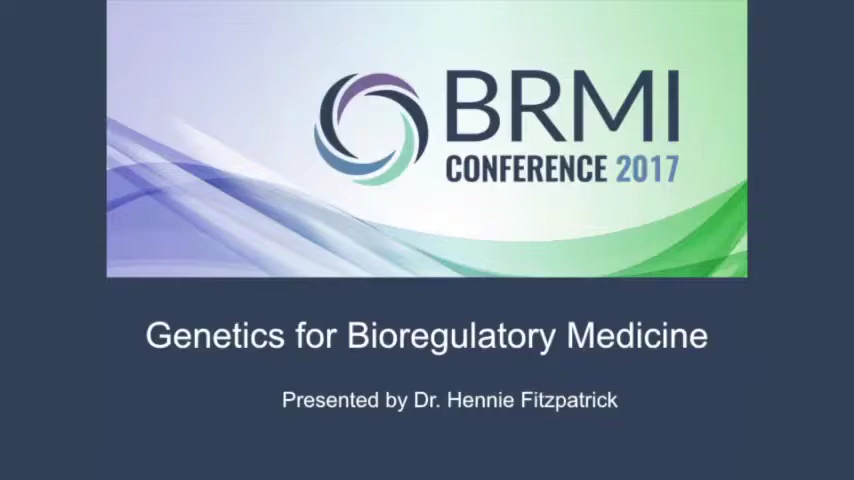 BRMI
CONFERENCE 2017
Genetics for Bioregulatory Medicine
Presented by Dr. Hennie Fitzpatrick